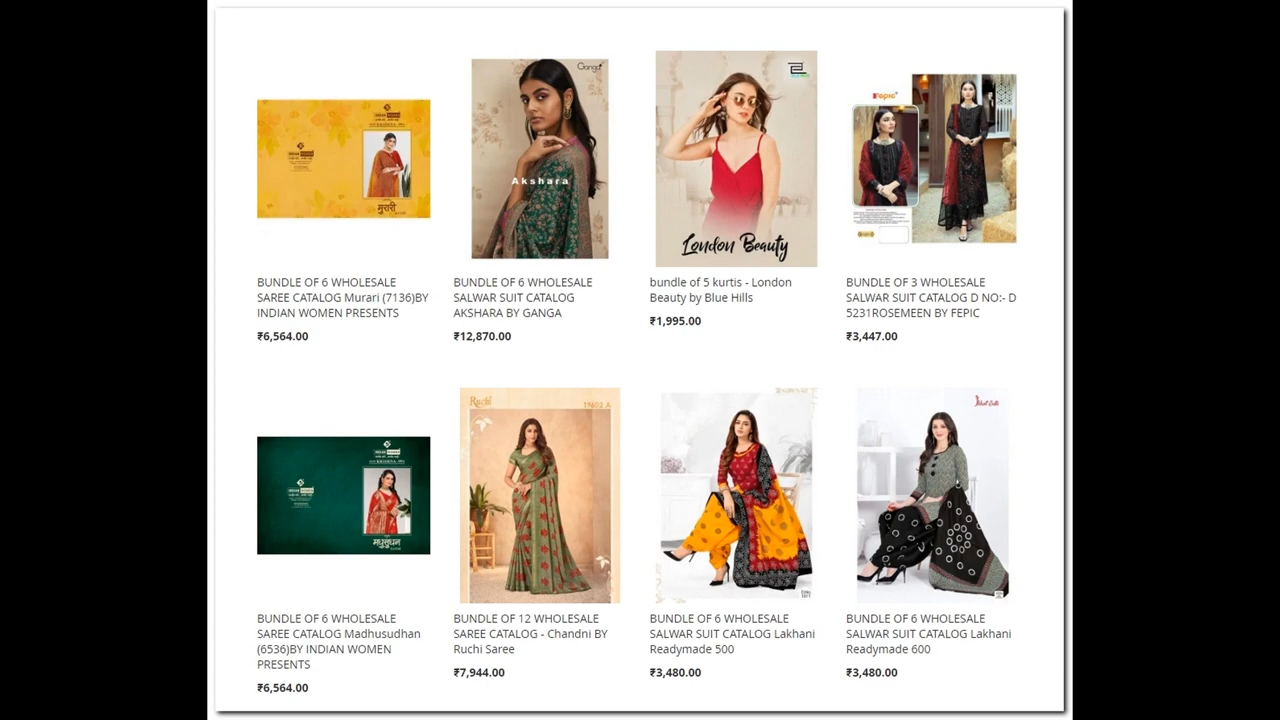 Ganga
Akshara
London Beauty
Fepic
मुरारी
BUNDLE OF 6 WHOLESALE
SAREE CATALOG Murari (7136)BY
INDIAN WOMEN PRESENTS
₹6,564.00
BUNDLE OF 6 WHOLESALE
SALWAR SUIT CATALOG
AKSHARA BY GANGA
₹12,870.00
bundle of 5 kurtis - London
Beauty by Blue Hills
₹1,995.00
BUNDLE OF 3 WHOLESALE
SALWAR SUIT CATALOG D NO:- D
5231ROSEMEEN BY FEPIC
₹3,447.00
मधुसुधन
Ruchi
19603 A
BUNDLE OF 6 WHOLESALE
SAREE CATALOG Madhusudhan
(6536)BY INDIAN WOMEN
PRESENTS
₹6,564.00
BUNDLE OF 12 WHOLESALE
SAREE CATALOG - Chandni BY
Ruchi Saree
₹7,944.00
BUNDLE OF 6 WHOLESALE
SALWAR SUIT CATALOG Lakhani
Readymade 500
₹3,480.00
BUNDLE OF 6 WHOLESALE
SALWAR SUIT CATALOG Lakhani
Readymade 600
₹3,480.00